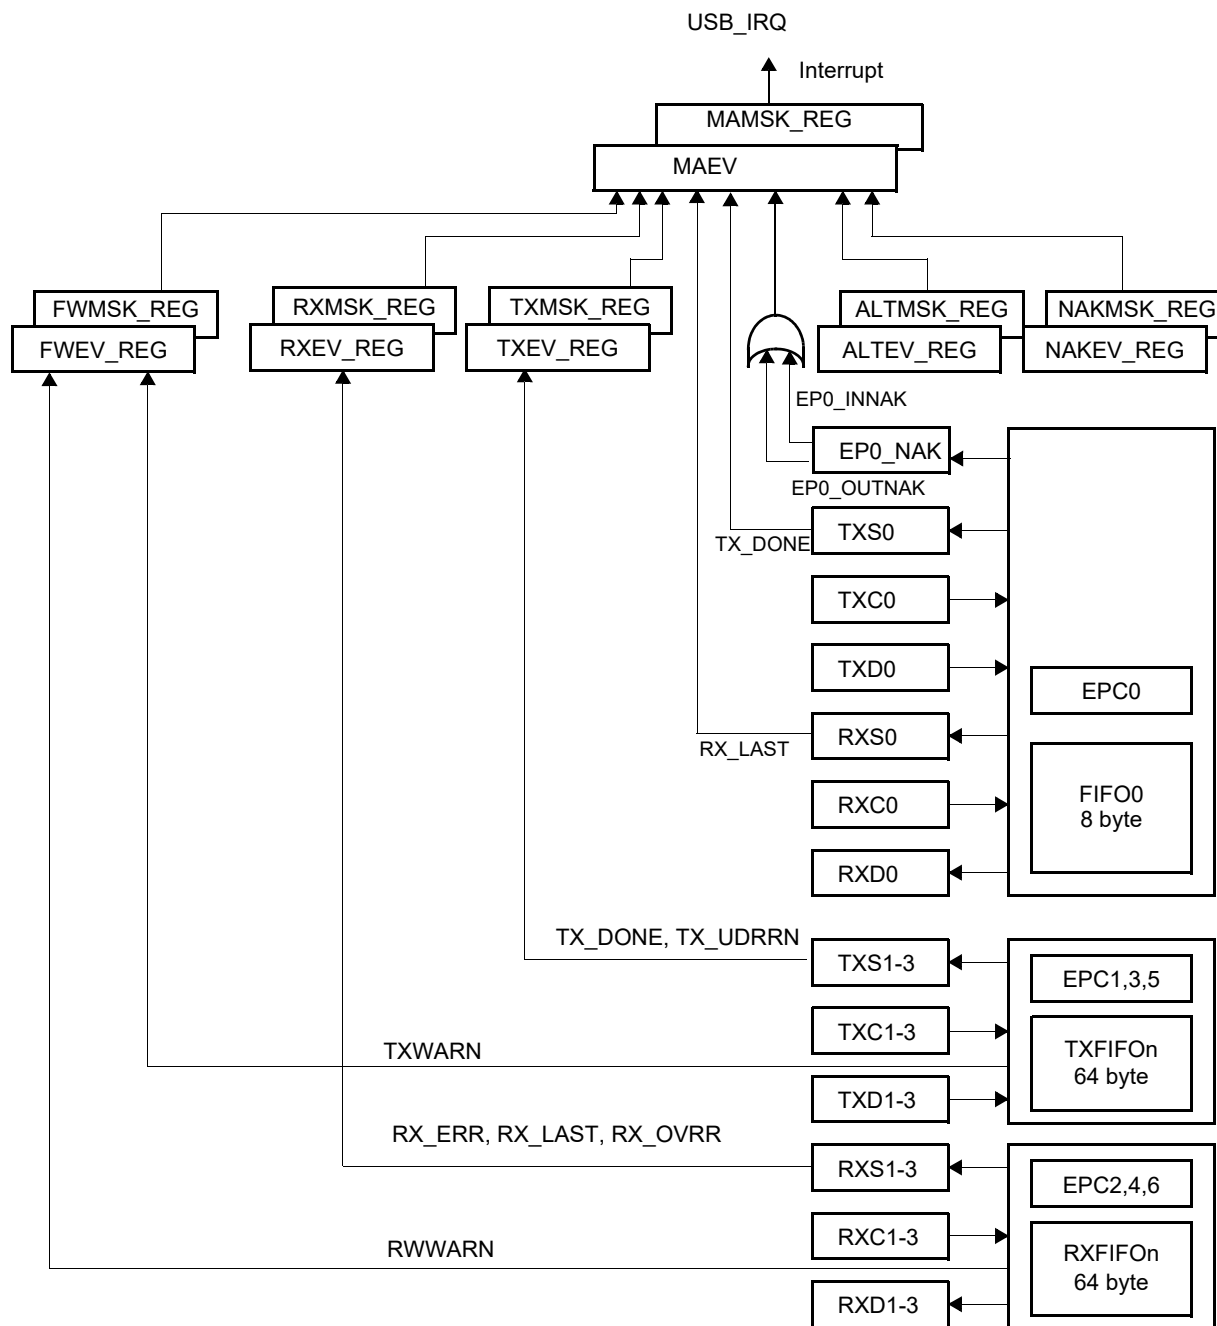 USB_IRQ
Interrupt
MAMSK_REG
MAEV
FWMSK_REG
RXMSK_REG
TXMSK_REG
ALTMSK_REG
NAKMSK_REG
FWEV_REG
RXEV_REG
TXEV_REG
ALTEV_REG
NAKEV_REG
EP0_INNAK
EP0_NAK
EP0_OUTNAK
TXS0
TX_DONE
TXC0
TXD0
EPC0
RXS0
RX_LAST
FIFO0
8 byte
RXC0
RXD0
TX_DONE, TX_UDRRN
TXS1-3
EPC1,3,5
TXC1-3
TXWARN
TXFIFOn
64 byte
TXD1-3
RX_ERR, RX_LAST, RX_OVRR
RXS1-3
EPC2,4,6
RXC1-3
RWWARN
RXFIFOn
64 byte
RXD1-3